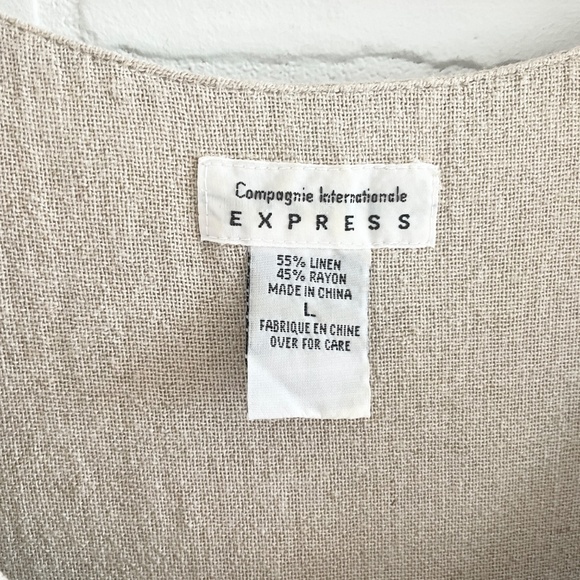 Compagnie Internationale
EXPRESS
55% LINEN
45% RAYON
MADE IN CHINA
L
FABRIQUE EN CHINE
OVER FOR CARE